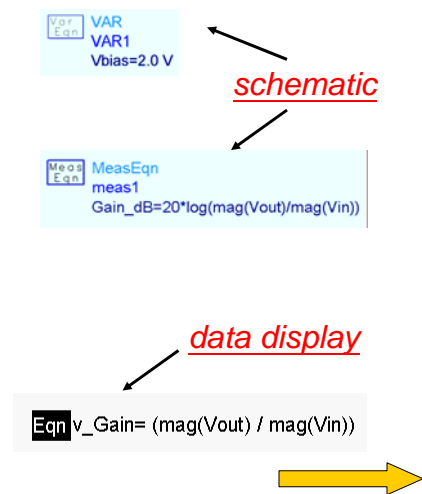 Var
Eqn
VAR
VAR1
Vbias=2.0 V
schematic
Meas
Eqn
MeasEqn
meas1
Gain_dB=20*log(mag(Vout)/mag(Vin))
data display
Eqn v_Gain= (mag(Vout) / mag(Vin))